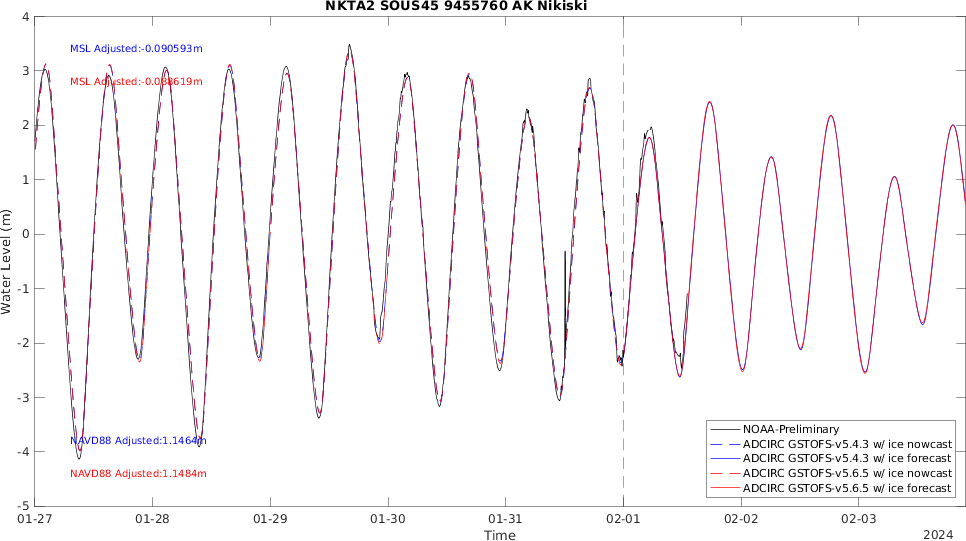 NKTA2 SOUS45 9455760 AK Nikiski
4
MSL Adjusted:-0.090593m
3
MSL Adjusted:-0.088619m
2
1
0
-1
-2
-3
-4
-5
Water Level (m)
NAVD88 Adjusted:1.1464m
NAVD88 Adjusted:1.1484m
NOAA-Preliminary
ADCIRC GSTOFS-v5.4.3 w/ ice nowcast
ADCIRC GSTOFS-v5.4.3 w/ ice forecast
ADCIRC GSTOFS-v5.6.5 w/ ice nowcast
ADCIRC GSTOFS-v5.6.5 w/ ice forecast
01-27 01-28 01-29 01-30 01-31 02-01 02-02 02-03
Time
2024